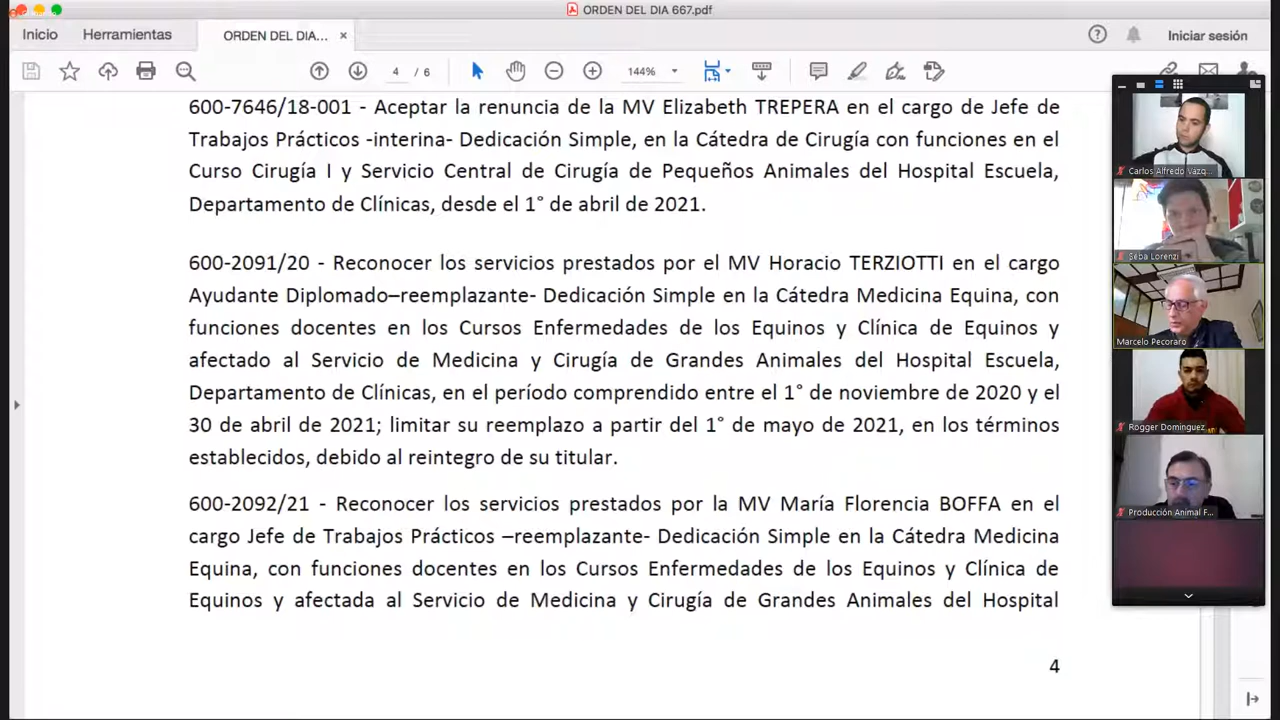 ORDEN DEL DIA 667.pdf
Inicio
Herramientas
ORDEN DEL DIA...
Iniciar sesión
4 / 6
144%
600-7646/18-001 - Aceptar la renuncia de la MV Elizabeth TREPERA en el cargo de Jefe de
Trabajos Prácticos -interina- Dedicación Simple, en la Cátedra de Cirugía con funciones en el
Curso Cirugía I y Servicio Central de Cirugía de Pequeños Animales del Hospital Escuela,
Departamento de Clínicas, desde el 1° de abril de 2021.
600-2091/20 - Reconocer los servicios prestados por el MV Horacio TERZIOTTI en el cargo
Ayudante Diplomado–reemplazante- Dedicación Simple en la Cátedra Medicina Equina, con
funciones docentes en los Cursos Enfermedades de los Equinos y Clínica de Equinos y
afectado al Servicio de Medicina y Cirugía de Grandes Animales del Hospital Escuela,
Departamento de Clínicas, en el período comprendido entre el 1° de noviembre de 2020 y el
30 de abril de 2021; limitar su reemplazo a partir del 1° de mayo de 2021, en los términos
establecidos, debido al reintegro de su titular.
600-2092/21 - Reconocer los servicios prestados por la MV María Florencia BOFFA en el
cargo Jefe de Trabajos Prácticos –reemplazante- Dedicación Simple en la Cátedra Medicina
Equina, con funciones docentes en los Cursos Enfermedades de los Equinos y Clínica de
Equinos y afectada al Servicio de Medicina y Cirugía de Grandes Animales del Hospital
4
Carlos Alfredo Vazq...
Seba Lorenzi
Marcelo Pecoraro
Rogger Dominguez
Producción Animal F...